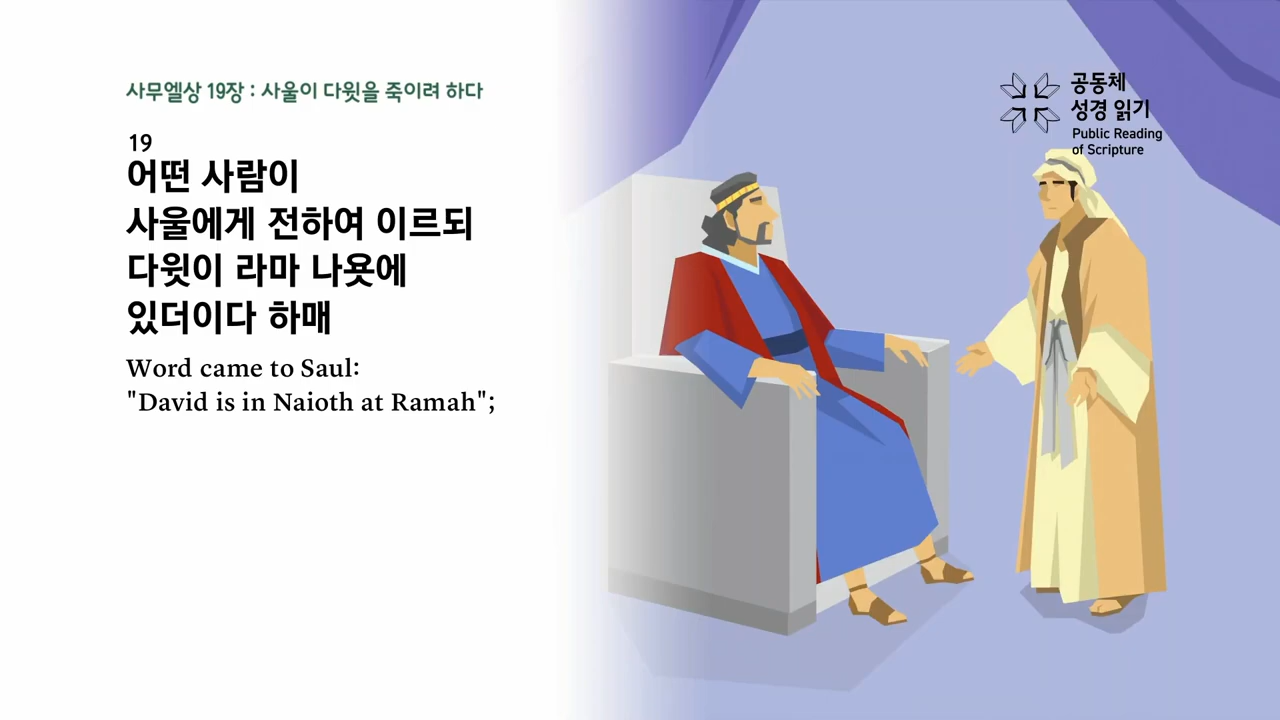 사무엘상 19장 : 사울이 다윗을 죽이려 하다
19
어떤 사람이
사울에게 전하여 이르되
다윗이 라마 나욧에
있더이다 하매
Word came to Saul:
"David is in Naioth at Ramah";
공동체
성경 읽기
Public Reading
of Scripture